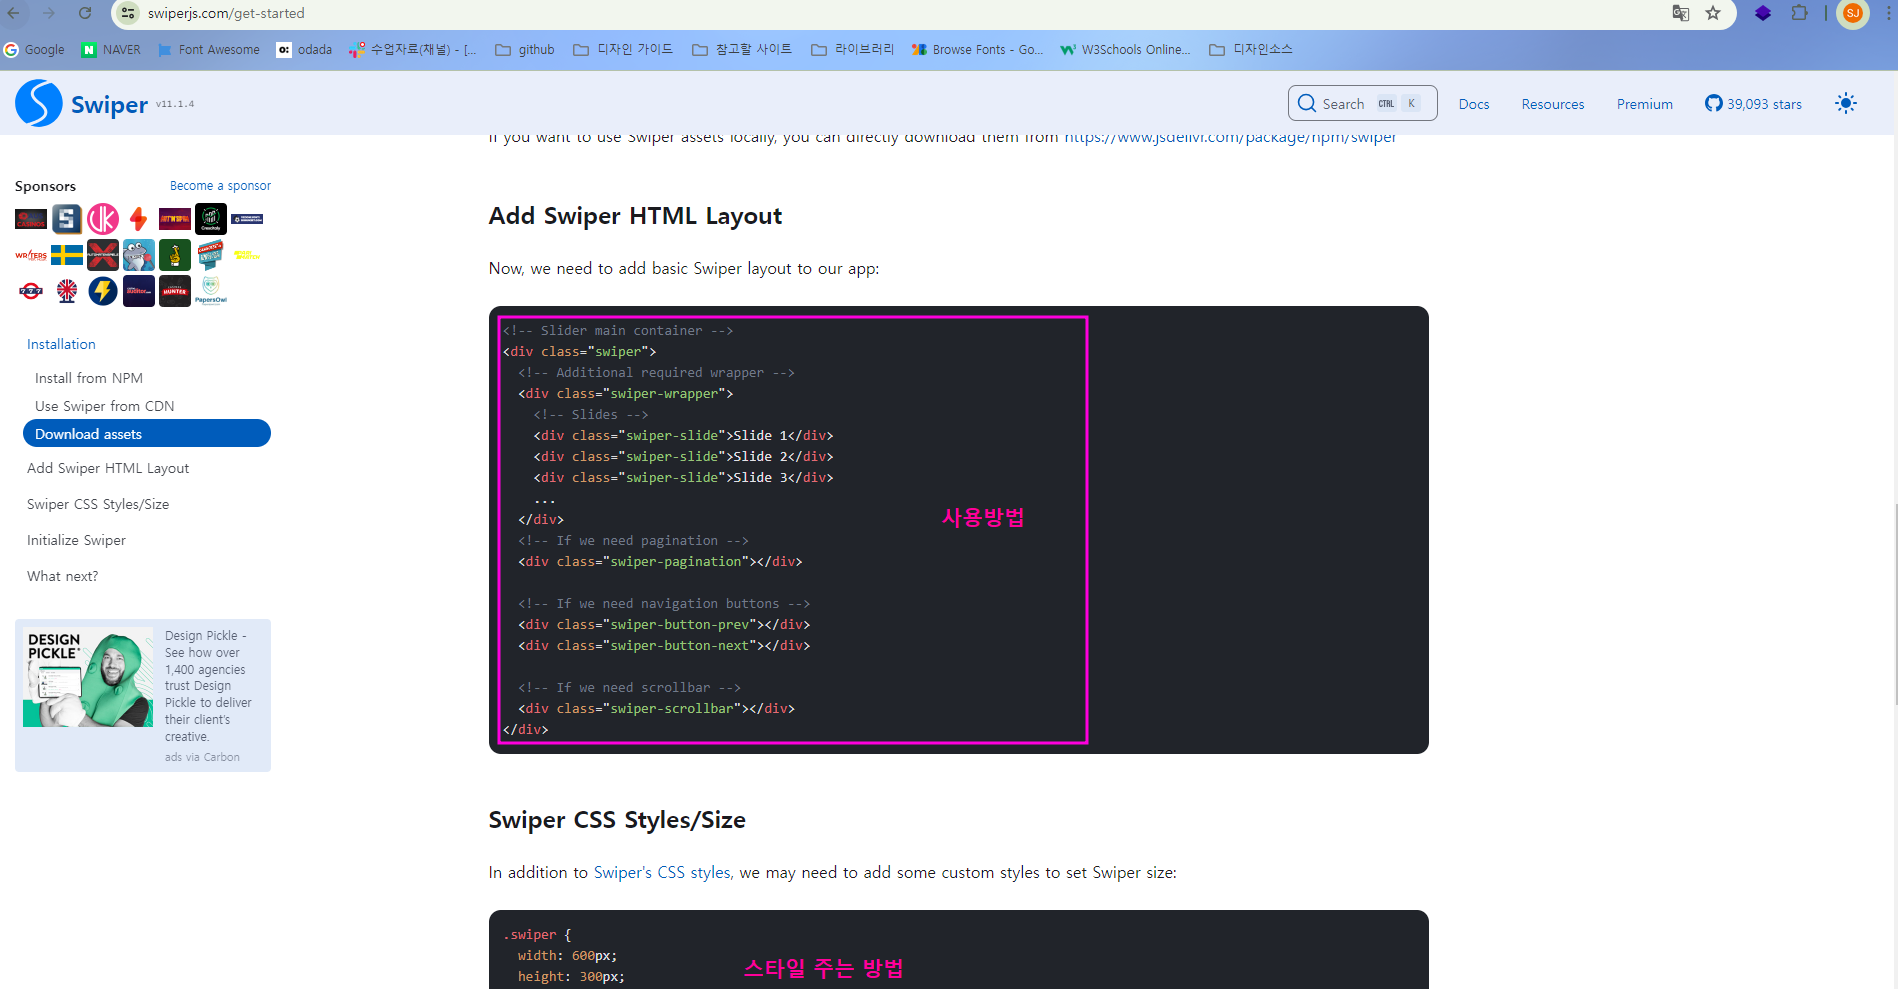 swiperjs.com/get-started
SJ
Google
NAVER
Font Awesome
odada
수업자료(채널) - [...
github
디자인 가이드
참고할 사이트
라이브러리
Browse Fonts - Go...
W3Schools Online...
디자인소스
Swiper v11.1.4
Search CTRL K
Docs
Resources
Premium
39,093 stars
If you want to use Swiper assets locally, you can directly download them from https://www.jsdelivr.com/package/npm/swiper
Sponsors
Become a sponsor
PapersOwl
Installation
Install from NPM
Use Swiper from CDN
Download assets
Add Swiper HTML Layout
Swiper CSS Styles/Size
Initialize Swiper
What next?
DESIGN
PICKLE
Design Pickle -
See how over
1,400 agencies
trust Design
Pickle to deliver
their client's
creative.
ads via Carbon
Add Swiper HTML Layout
Now, we need to add basic Swiper layout to our app:
<!-- Slider main container -->
<div class="swiper">
<!-- Additional required wrapper -->
<div class="swiper-wrapper">
<!-- Slides -->
<div class="swiper-slide">Slide 1</div>
<div class="swiper-slide">Slide 2</div>
<div class="swiper-slide">Slide 3</div>
...
</div>
사용방법
<!-- If we need pagination -->
<div class="swiper-pagination"></div>
<!-- If we need navigation buttons -->
<div class="swiper-button-prev"></div>
<div class="swiper-button-next"></div>
<!-- If we need scrollbar -->
<div class="swiper-scrollbar"></div>
</div>
Swiper CSS Styles/Size
In addition to Swiper's CSS styles, we may need to add some custom styles to set Swiper size:
.swiper {
width: 600px;
height: 300px;
스타일 주는 방법